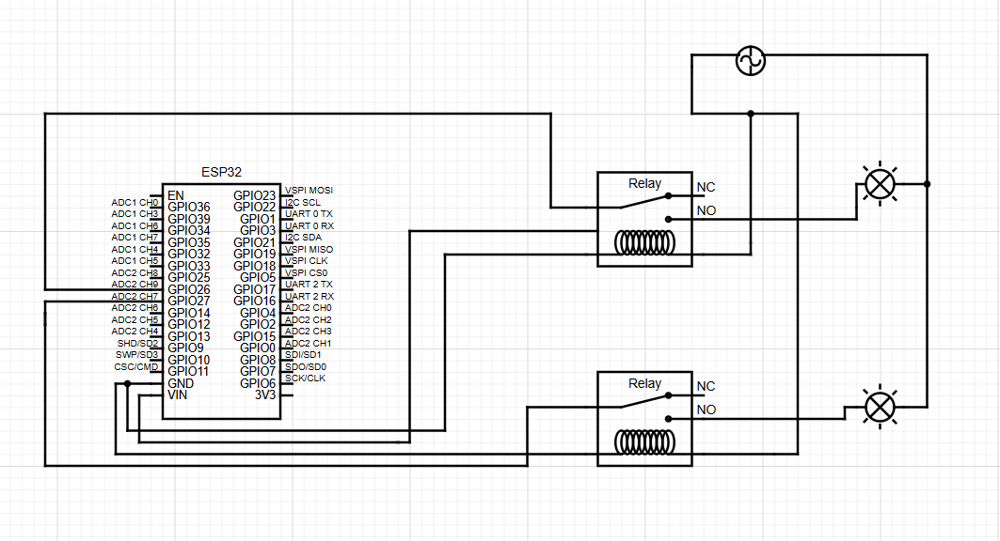 ESP32
EN
GPIO36
GPIO39
GPIO34
GPIO35
GPIO32
GPIO33
GPIO25
GPIO26
GPIO27
GPIO14
GPIO12
GPIO13
GPIO9
GPIO10
GPIO11
GND
VIN
ADC1 CH0
ADC1 CH3
ADC1 CH6
ADC1 CH7
ADC1 CH4
ADC1 CH5
ADC2 CH8
ADC2 CH9
ADC2 CH7
ADC2 CH6
ADC2 CH5
ADC2 CH4
SHD/SD2
SWP/SD3
CSC/CMD
GPIO23
GPIO22
GPIO1
GPIO3
GPIO21
GPIO19
GPIO18
GPIO5
GPIO17
GPIO16
GPIO4
GPIO2
GPIO15
GPIO0
GPIO8
GPIO7
GPIO6
3V3
VSPI MOSI
I2C SCL
UART 0 TX
UART 0 RX
I2C SDA
VSPI MISO
VSPI CLK
VSPI CS0
UART 2 TX
UART 2 RX
ADC2 CH0
ADC2 CH2
ADC2 CH3
ADC2 CH1
SDI/SD1
SDO/SD0
SCK/CLK
Relay
NC
NO
Relay
NC
NO